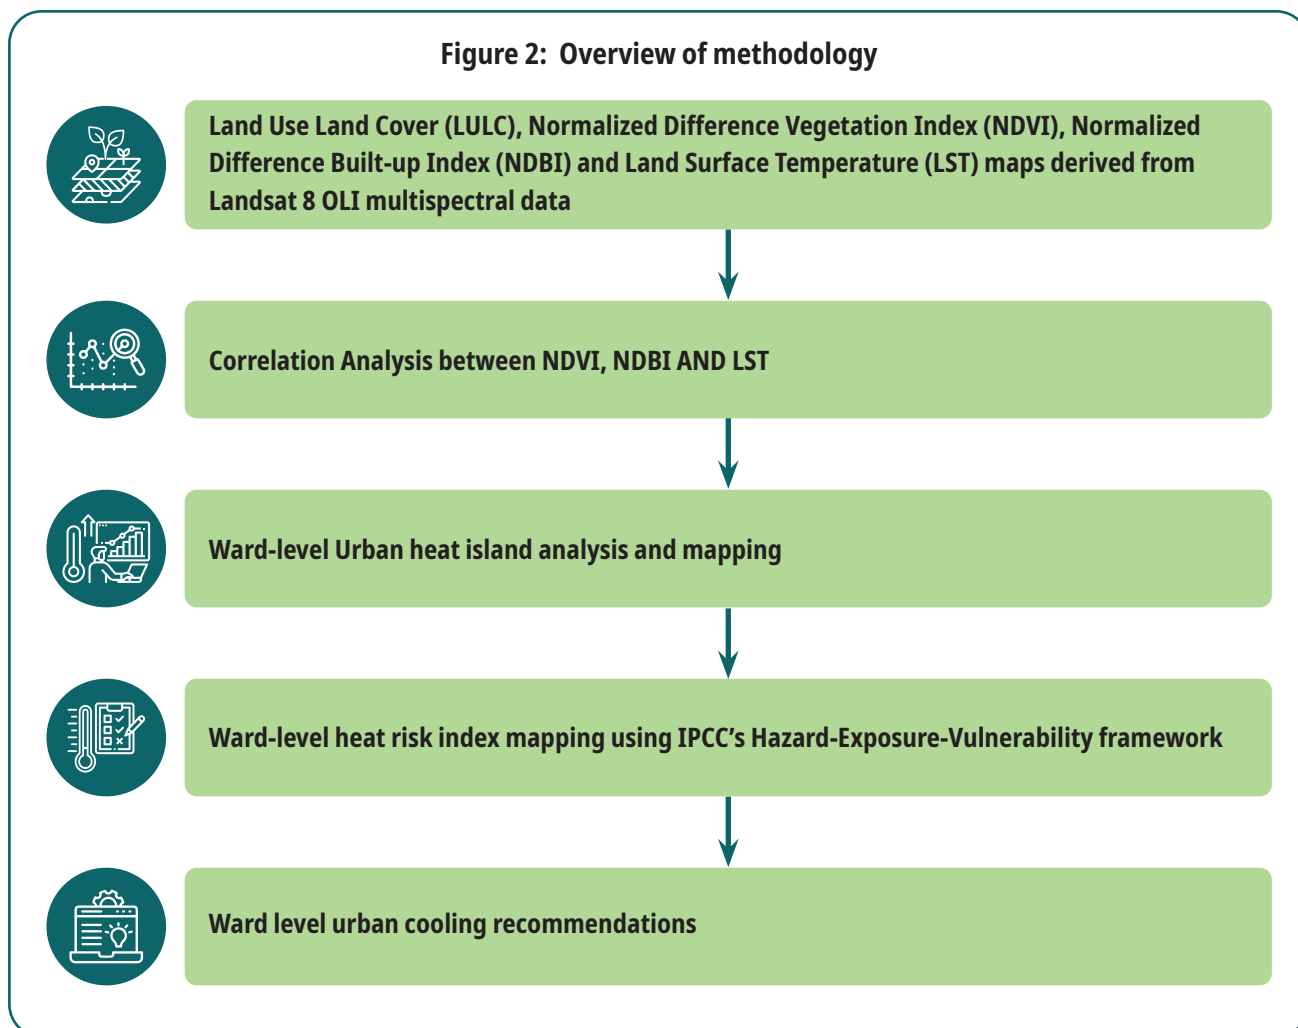 Figure 2:  Overview of methodology
Land Use Land Cover (LULC), Normalized Difference Vegetation Index (NDVI), Normalized
Difference Built-up Index (NDBI) and Land Surface Temperature (LST) maps derived from
Landsat 8 OLI multispectral data
Correlation Analysis between NDVI, NDBI AND LST
Ward-level Urban heat island analysis and mapping
Ward-level heat risk index mapping using IPCC’s Hazard-Exposure-Vulnerability framework
Ward level urban cooling recommendations